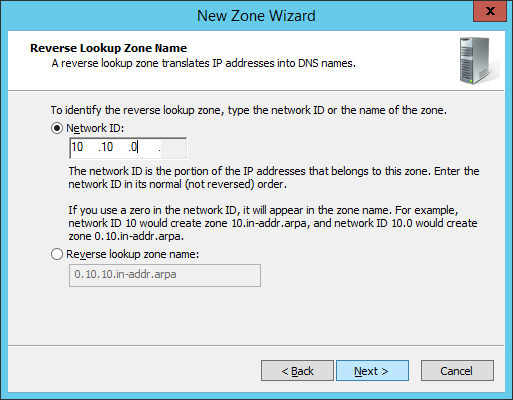 New Zone Wizard
Reverse Lookup Zone Name
A reverse lookup zone translates IP addresses into DNS names.
To identify the reverse lookup zone, type the network ID or the name of the zone.
Network ID:
10 .10 .0 .
The network ID is the portion of the IP addresses that belongs to this zone. Enter the
network ID in its normal (not reversed) order.
If you use a zero in the network ID, it will appear in the zone name. For example,
network ID 10 would create zone 10.in-addr.arpa, and network ID 10.0 would create
zone 0.10.in-addr.arpa.
Reverse lookup zone name:
0.10.10.in-addr.arpa
< Back Next > Cancel